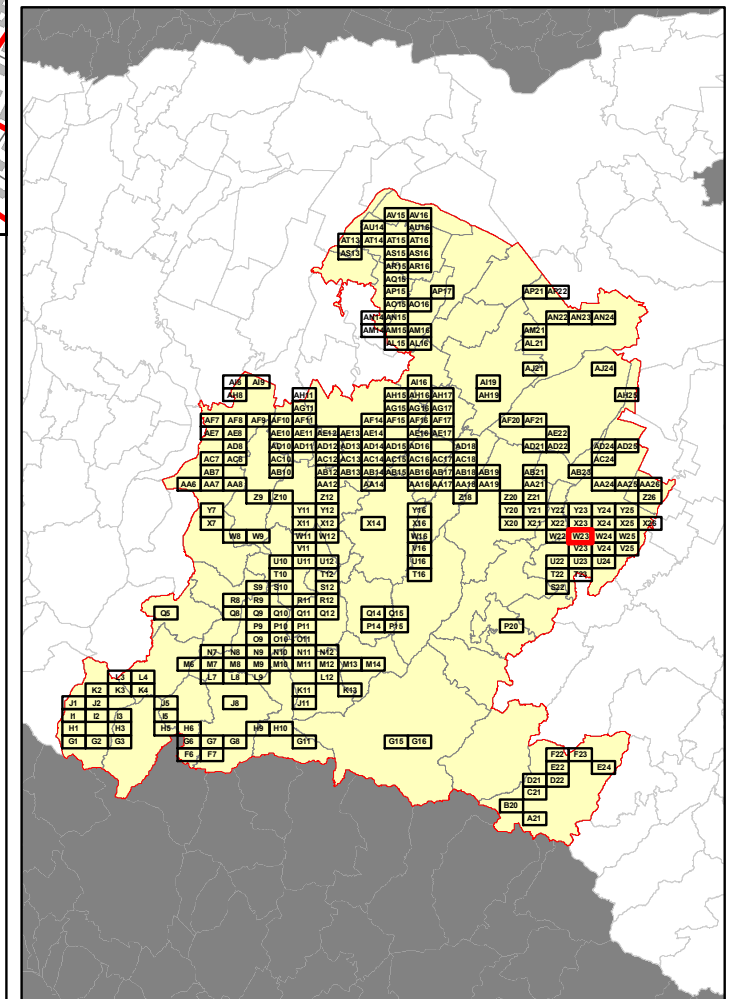 AV15 AV16
AU14 AU16
AT13 AT14 AT15 AT16
AS13 AS15 AS16
AR15 AR16
AQ15
AP15 AP17 AP21 AP22
AO15 AO16
AN14 AN15 AN22 AN23 AN24
AM14 AM15 AM16 AM21
AL15 AL16 AL21
AJ21 AJ24
AI8 AI9 AI16 AI19
AH8 AH11 AH15 AH16 AH17 AH19 AH25
AG11 AG15 AG16 AG17
AF7 AF8 AF9 AF10 AF11 AF14 AF15 AF16 AF17 AF20 AF21
AE7 AE8 AE10 AE11 AE12 AE13 AE14 AE16 AE17 AE22
AD8 AD10 AD11 AD12 AD13 AD14 AD15 AD16 AD18 AD21 AD22 AD24 AD25
AC7 AC8 AC10 AC12 AC13 AC14 AC15 AC16 AC17 AC18 AC24
AB7 AB10 AB12 AB13 AB14 AB15 AB16 AB17 AB18 AB19 AB21 AB23
AA6 AA7 AA8 AA12 AA14 AA16 AA17 AA18 AA19 AA21 AA24 AA25 AA26
Z9 Z10 Z12 Z18 Z20 Z21 Z26
Y7 Y11 Y12 Y16 Y20 Y21 Y22 Y23 Y24 Y25
X7 X11 X12 X14 X16 X20 X21 X22 X23 X24 X25 X26
W8 W9 W11 W12 W16 W22 W23 W24 W25
V11 V16 V23 V24 V25
U10 U11 U12 U16 U22 U23 U24
T10 T12 T16 T22 T23
S9 S10 S12 S22
R8 R9 R11 R12
Q5 Q8 Q9 Q10 Q11 Q12 Q14 Q15
P9 P10 P11 P14 P15 P20
O9 O10 O11
N7 N8 N9 N10 N11 N12
M6 M7 M8 M9 M10 M11 M12 M13 M14
L3 L4 L7 L8 L9 L12
K2 K3 K4 K11 K13
J1 J2 J5 J8 J11
I1 I2 I3 I5
H1 H3 H5 H6 H9 H10
G1 G2 G3 G6 G7 G8 G11 G15 G16
F6 F7 F22 F23
E22 E24
D21 D22
C21
B20
A21